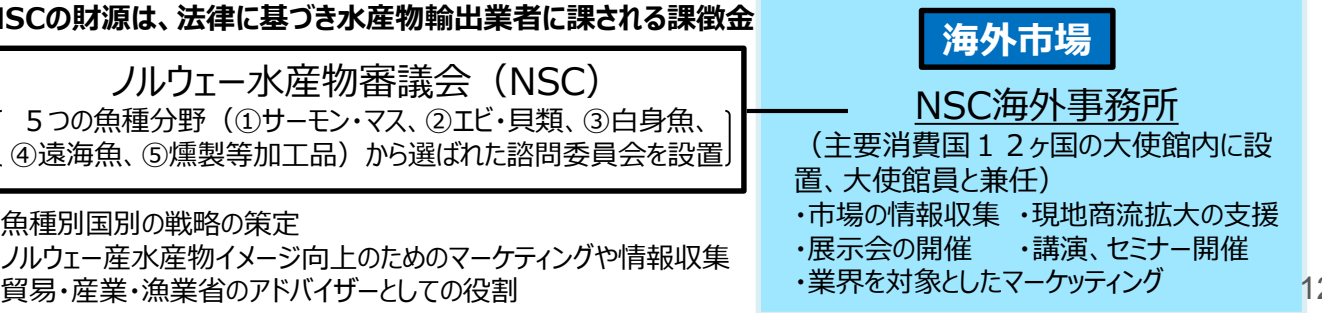 NSCの財源は、法律に基づき水産物輸出業者に課される課徴金
ノルウェー水産物審議会（NSC）
５つの魚種分野（①サーモン・マス、②エビ・貝類、③白身魚、
④遠海魚、⑤燻製等加工品）から選ばれた諮問委員会を設置
魚種別国別の戦略の策定
ノルウェー産水産物イメージ向上のためのマーケティングや情報収集
貿易・産業・漁業省のアドバイザーとしての役割
海外市場
NSC海外事務所
（主要消費国１２ヶ国の大使館内に設
置、大使館員と兼任）
・市場の情報収集　・現地商流拡大の支援
・展示会の開催　・講演、セミナー開催
・業界を対象としたマーケッティング
12